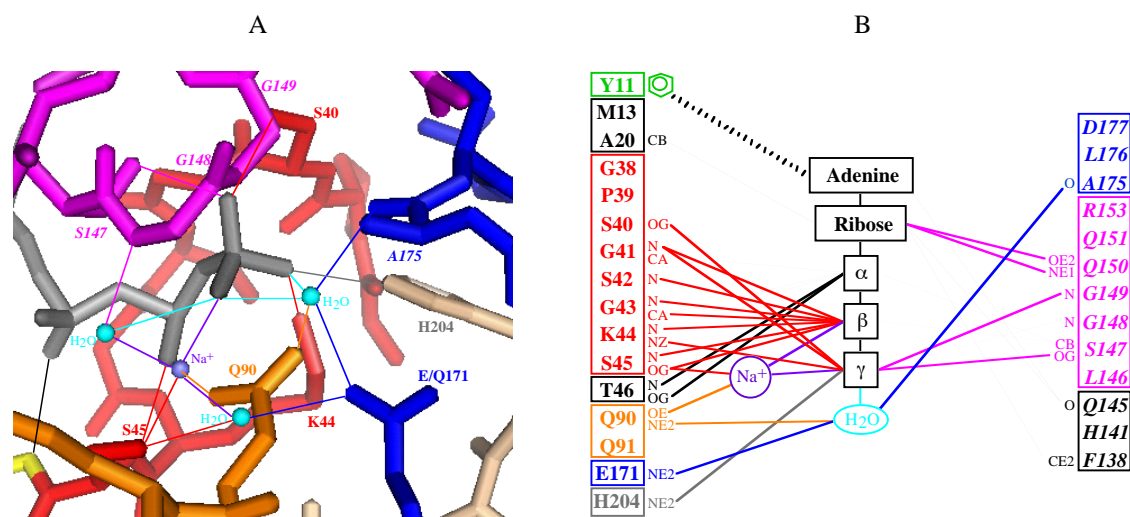 A
B
G149
S40
G148
S147
A175
H₂O
H₂O
H204
Na⁺
Q90
E/Q171
H₂O
S45
K44
Y11
M13
A20 CB
G38
P39
S40 OG
G41 N CA
S42 N
G43 N CA
K44 N NZ
S45 N OG
T46 N OG
Q90 OE NE2
Q91
E171 NE2
H204 NE2
Adenine
Ribose
α
β
γ
Na⁺
H₂O
D177
L176
O A175
R153
Q151
OE2 NE1 Q150
N G149
N G148
CB OG S147
L146
O Q145
H141
CE2 F138